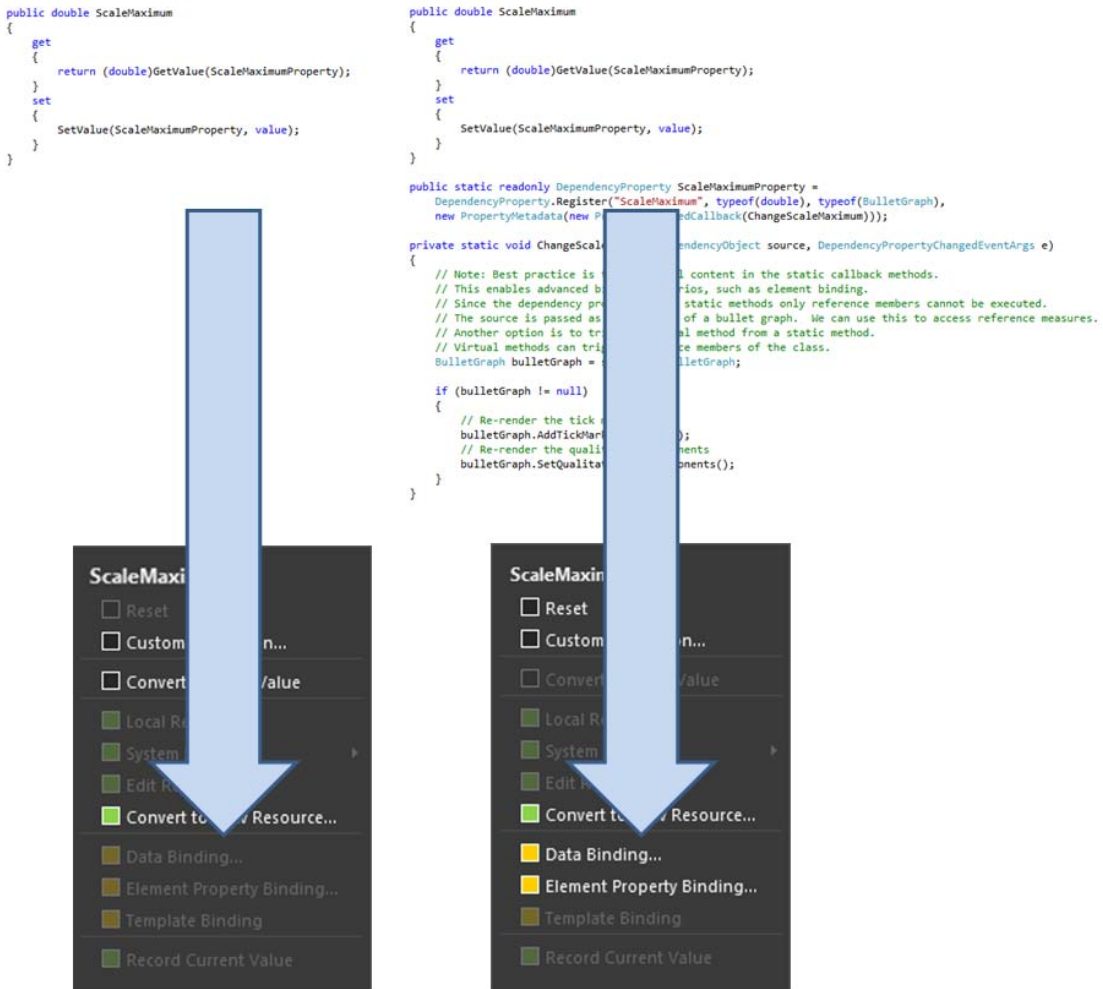 public double ScaleMaximum
{
get
{
return (double)GetValue(ScaleMaximumProperty);
}
set
{
SetValue(ScaleMaximumProperty, value);
}
}
public double ScaleMaximum
{
get
{
return (double)GetValue(ScaleMaximumProperty);
}
set
{
SetValue(ScaleMaximumProperty, value);
}
}
public static readonly DependencyProperty ScaleMaximumProperty =
DependencyProperty.Register("ScaleMaximum", typeof(double), typeof(BulletGraph),
new PropertyMetadata(new P edCallback(ChangeScaleMaximum)));
private static void ChangeScale endencyObject source, DependencyPropertyChangedEventArgs e)
{
// Note: Best practice is l content in the static callback methods.
// This enables advanced b rios, such as element binding.
// Since the dependency pro static methods only reference members cannot be executed.
// The source is passed as of a bullet graph. We can use this to access reference measures.
// Another option is to tr al method from a static method.
// Virtual methods can trig ce members of the class.
BulletGraph bulletGraph = lletGraph;
if (bulletGraph != null)
{
// Re-render the tick
bulletGraph.AddTickMar );
// Re-render the quali nents
bulletGraph.SetQualitat onents();
}
}
ScaleMaxi
Reset
Custom n...
Convert Value
Local Re
System
Edit R
Convert to Resource...
Data Binding...
Element Property Binding...
Template Binding
Record Current Value
ScaleMaxim
Reset
Custom n...
Convert Value
Local R
System
Edit R
Convert t Resource...
Data Binding...
Element Property Binding...
Template Binding
Record Current Value